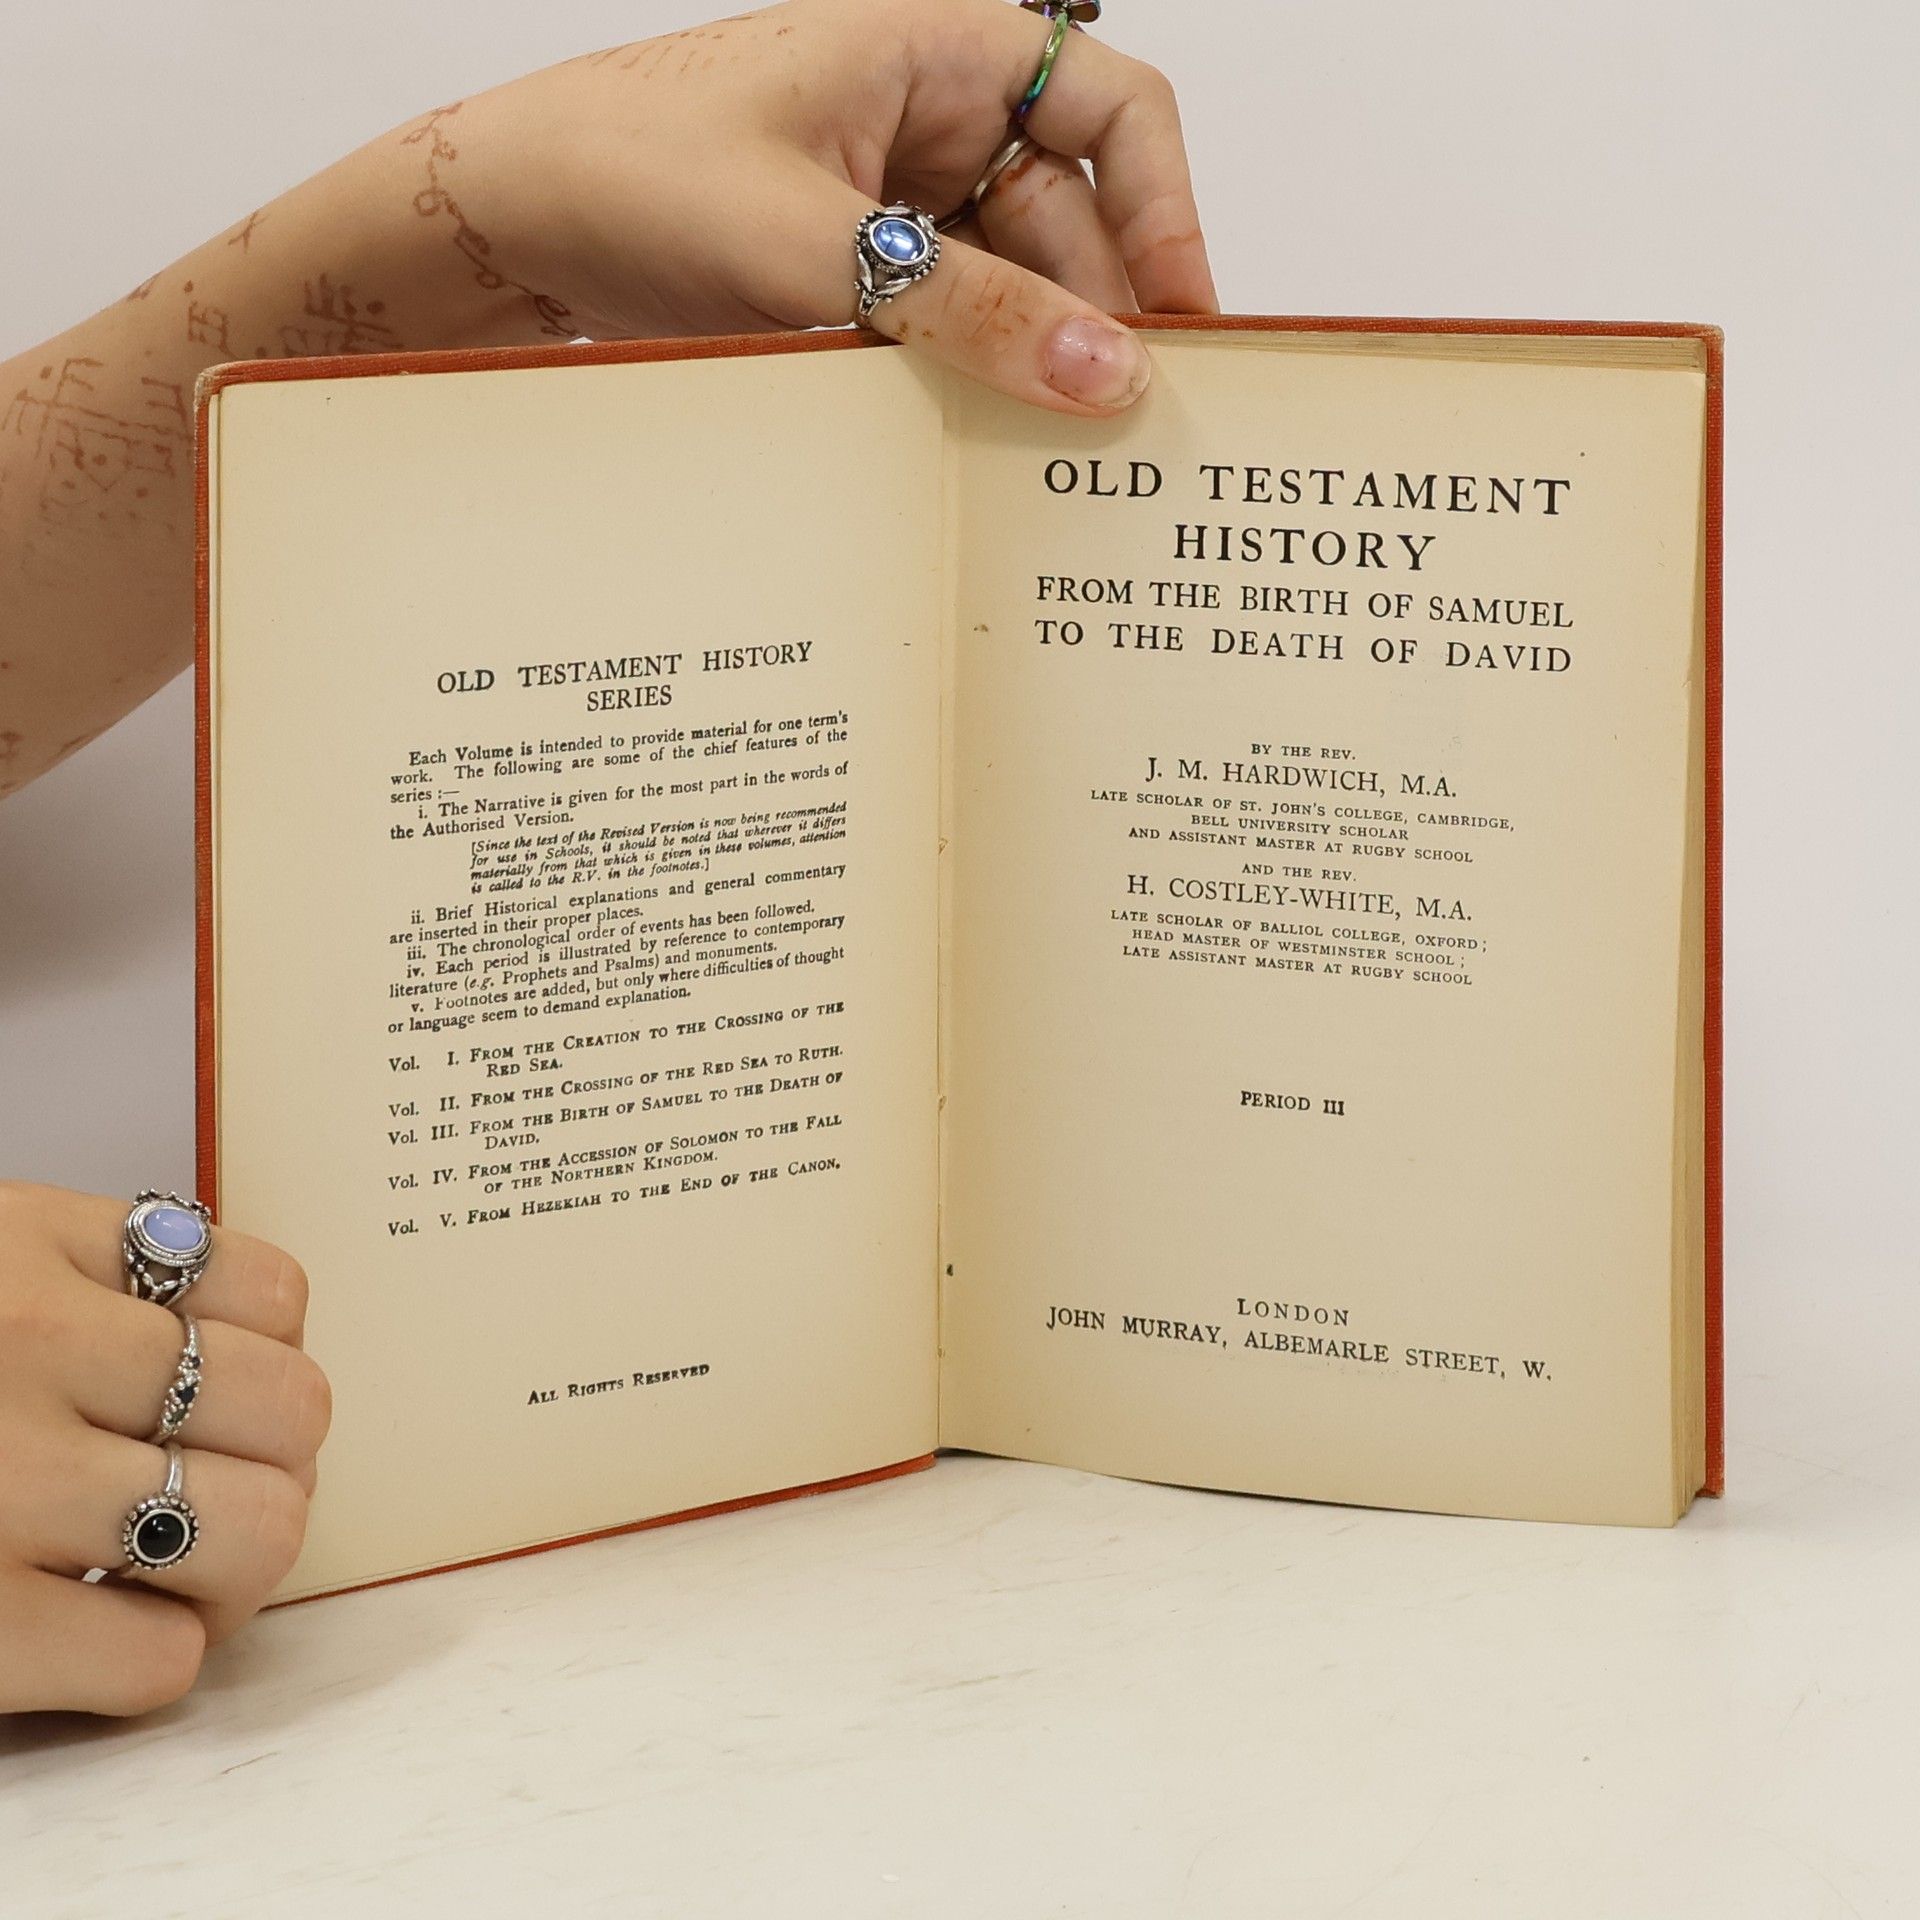 OLD TESTAMENT HISTORY
SERIES
Each Volume is intended to provide material for one term's
work. The following are some of the chief features of the
series :—
i. The Narrative is given for the most part in the words of
the Authorised Version.
[Since the text of the Revised Version is now being recommended
for use in Schools, it should be noted that wherever it differs
materially from that which is given in these volumes, attention
is called to the R.V. in the footnotes.]
ii. Brief Historical explanations and general commentary
are inserted in their proper places.
iii. The chronological order of events has been followed.
iv. Each period is illustrated by reference to contemporary
literature (e.g. Prophets and Psalms) and monuments.
v. Footnotes are added, but only where difficulties of thought
or language seem to demand explanation.
Vol. I. FROM THE CREATION TO THE CROSSING OF THE
RED SEA.
Vol. II. FROM THE CROSSING OF THE RED SEA TO RUTH.
Vol. III. FROM THE BIRTH OF SAMUEL TO THE DEATH OF
DAVID.
Vol. IV. FROM THE ACCESSION OF SOLOMON TO THE FALL
OF THE NORTHERN KINGDOM.
Vol. V. FROM HEZEKIAH TO THE END OF THE CANON.
ALL RIGHTS RESERVED
OLD TESTAMENT
HISTORY
FROM THE BIRTH OF SAMUEL
TO THE DEATH OF DAVID
BY THE REV.
J. M. HARDWICH, M.A.
LATE SCHOLAR OF ST. JOHN'S COLLEGE, CAMBRIDGE,
BELL UNIVERSITY SCHOLAR
AND ASSISTANT MASTER AT RUGBY SCHOOL
AND THE REV.
H. COSTLEY-WHITE, M.A.
LATE SCHOLAR OF BALLIOL COLLEGE, OXFORD ;
HEAD MASTER OF WESTMINSTER SCHOOL ;
LATE ASSISTANT MASTER AT RUGBY SCHOOL
PERIOD III
LONDON
JOHN MURRAY, ALBEMARLE STREET, W.